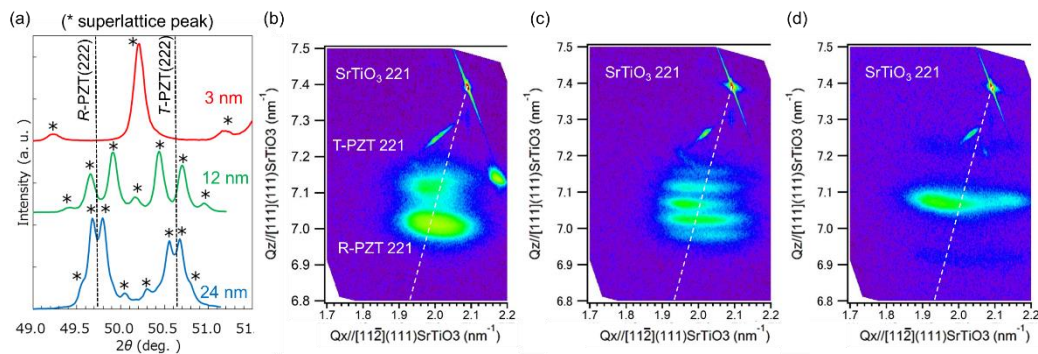 (a)
(* superlattice peak)
R-PZT(222)
T-PZT(222)
*
*
*
3 nm
*
*
*
*
*
*
*
12 nm
*
*
*
*
*
*
*
*
24 nm
Intensity (a. u.)
49.0 49.5 50.0 50.5 51.0 51.
2θ (deg.)
(b)
7.5
7.4
7.3
7.2
7.1
7.0
6.9
6.8
Qz//[111](111)SrTiO3 (nm⁻¹)
SrTiO₃ 221
T-PZT 221
R-PZT 221
1.7 1.8 1.9 2.0 2.1 2.2
Qx//[112̄](111)SrTiO3 (nm⁻¹)
(c)
7.5
7.4
7.3
7.2
7.1
7.0
6.9
6.8
Qz//[111](111)SrTiO3 (nm⁻¹)
SrTiO₃ 221
1.7 1.8 1.9 2.0 2.1 2.2
Qx//[112̄](111)SrTiO3 (nm⁻¹)
(d)
7.5
7.4
7.3
7.2
7.1
7.0
6.9
6.8
Qz//[111](111)SrTiO3 (nm⁻¹)
SrTiO₃ 221
1.7 1.8 1.9 2.0 2.1 2.2
Qx//[112̄](111)SrTiO3 (nm⁻¹)